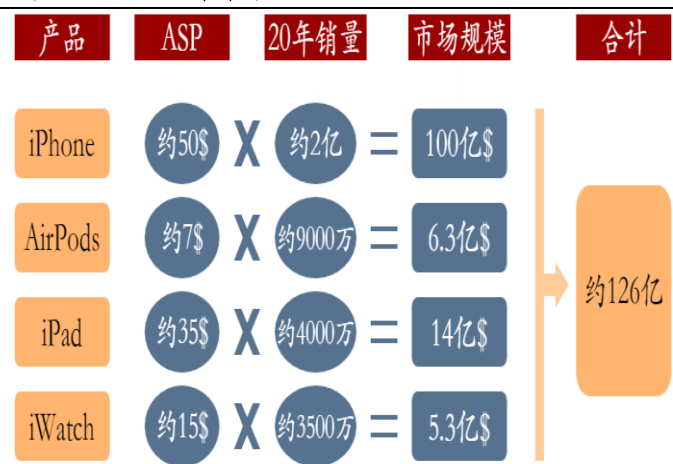 产品 ASP 20年销量 市场规模 合计
iPhone 约50$ X 约2亿 = 100亿$
AirPods 约7$ X 约9000万 = 6.3亿$
约126亿
iPad 约35$ X 约4000万 = 14亿$
iWatch 约15$ X 约3500万 = 5.3亿$